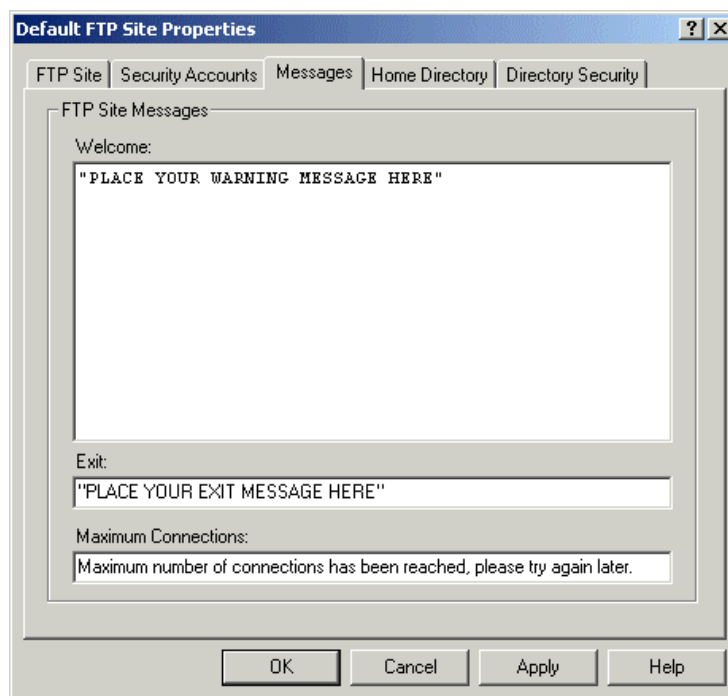 Default FTP Site Properties
FTP Site Security Accounts Messages Home Directory Directory Security
FTP Site Messages
Welcome:
"PLACE YOUR WARNING MESSAGE HERE"
Exit:
"PLACE YOUR EXIT MESSAGE HERE"
Maximum Connections:
Maximum number of connections has been reached, please try again later.
OK Cancel Apply Help